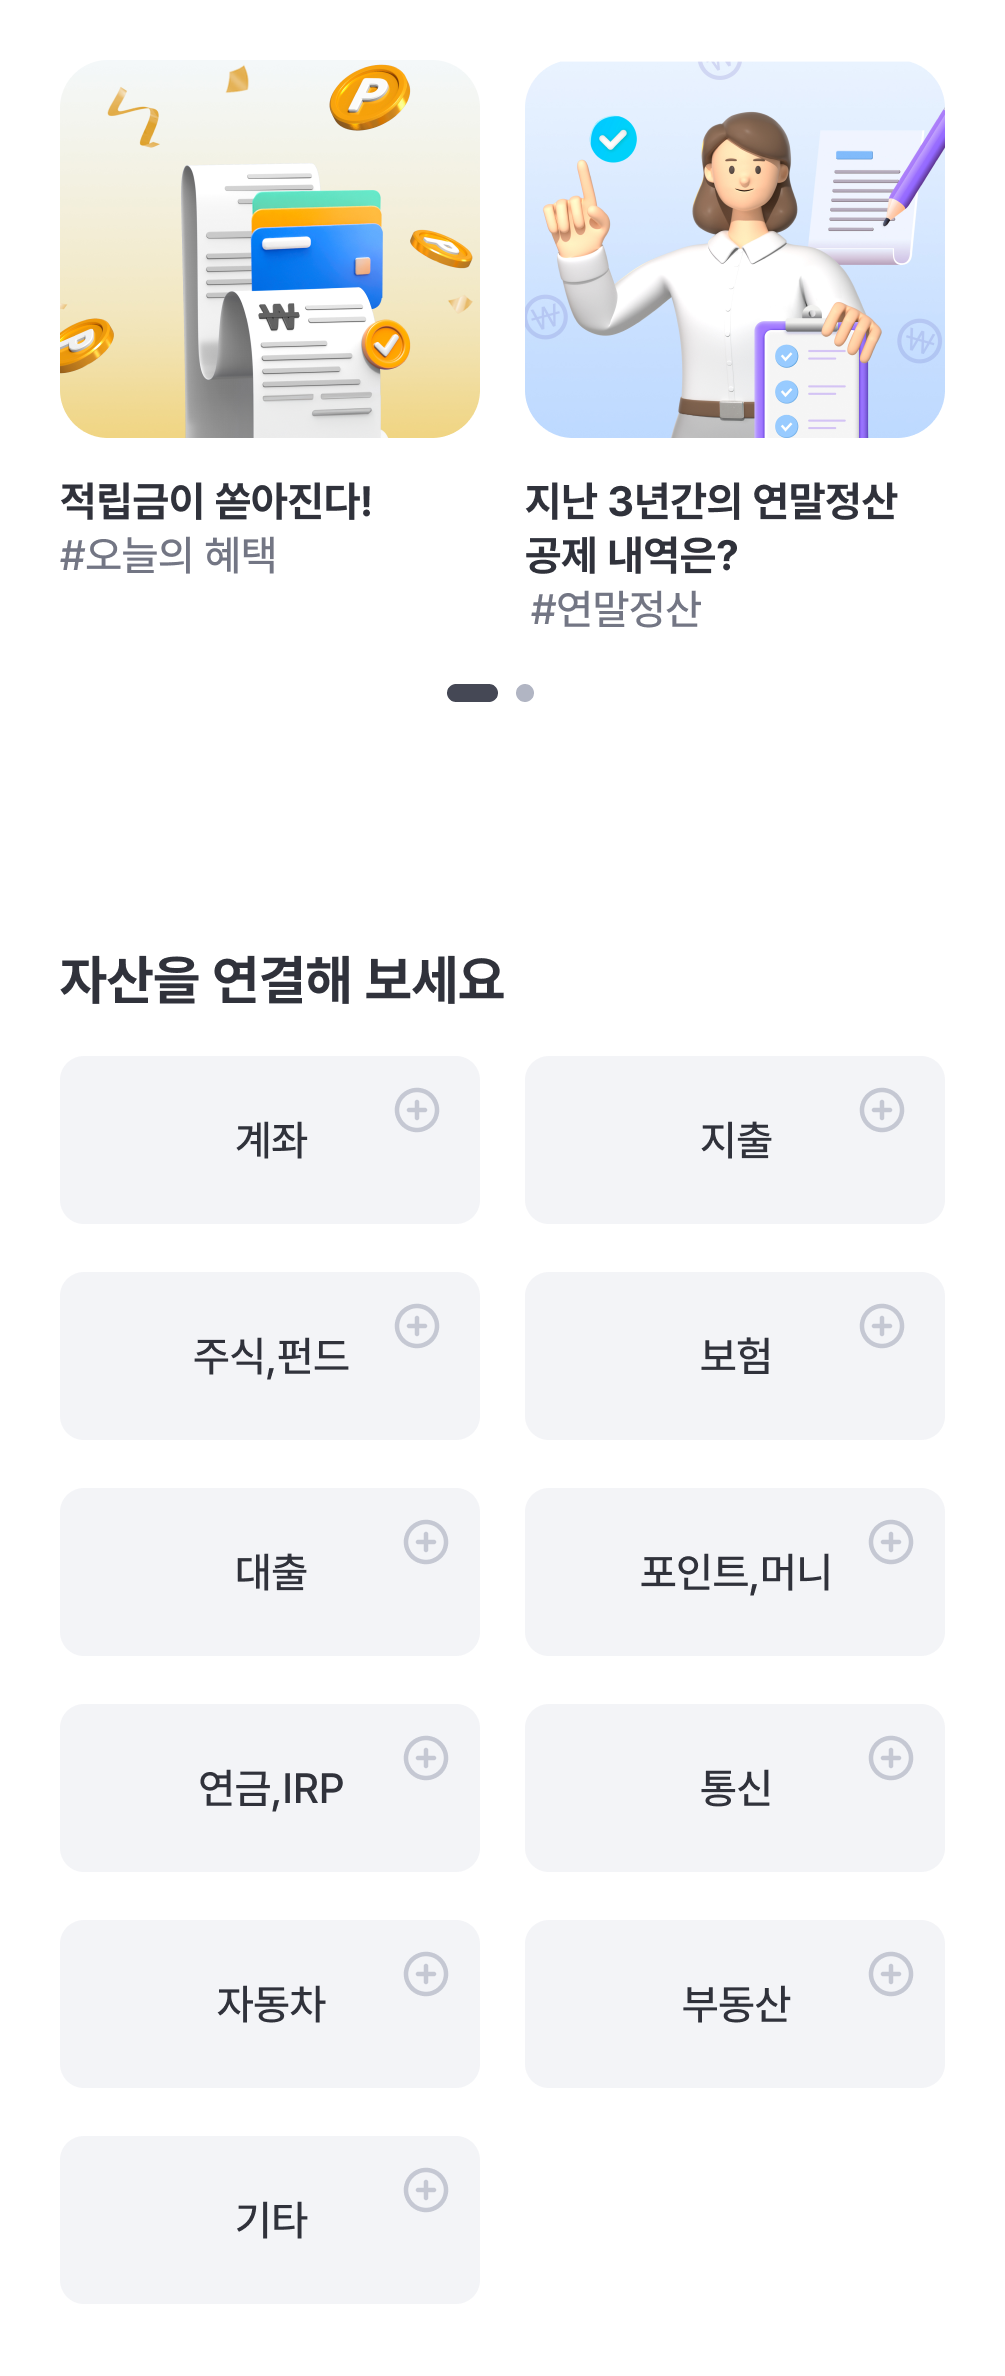 적립금이 쏟아진다!
#오늘의 혜택
지난 3년간의 연말정산
공제 내역은?
#연말정산
자산을 연결해 보세요
계좌
지출
주식,펀드
보험
대출
포인트,머니
연금,IRP
통신
자동차
부동산
기타